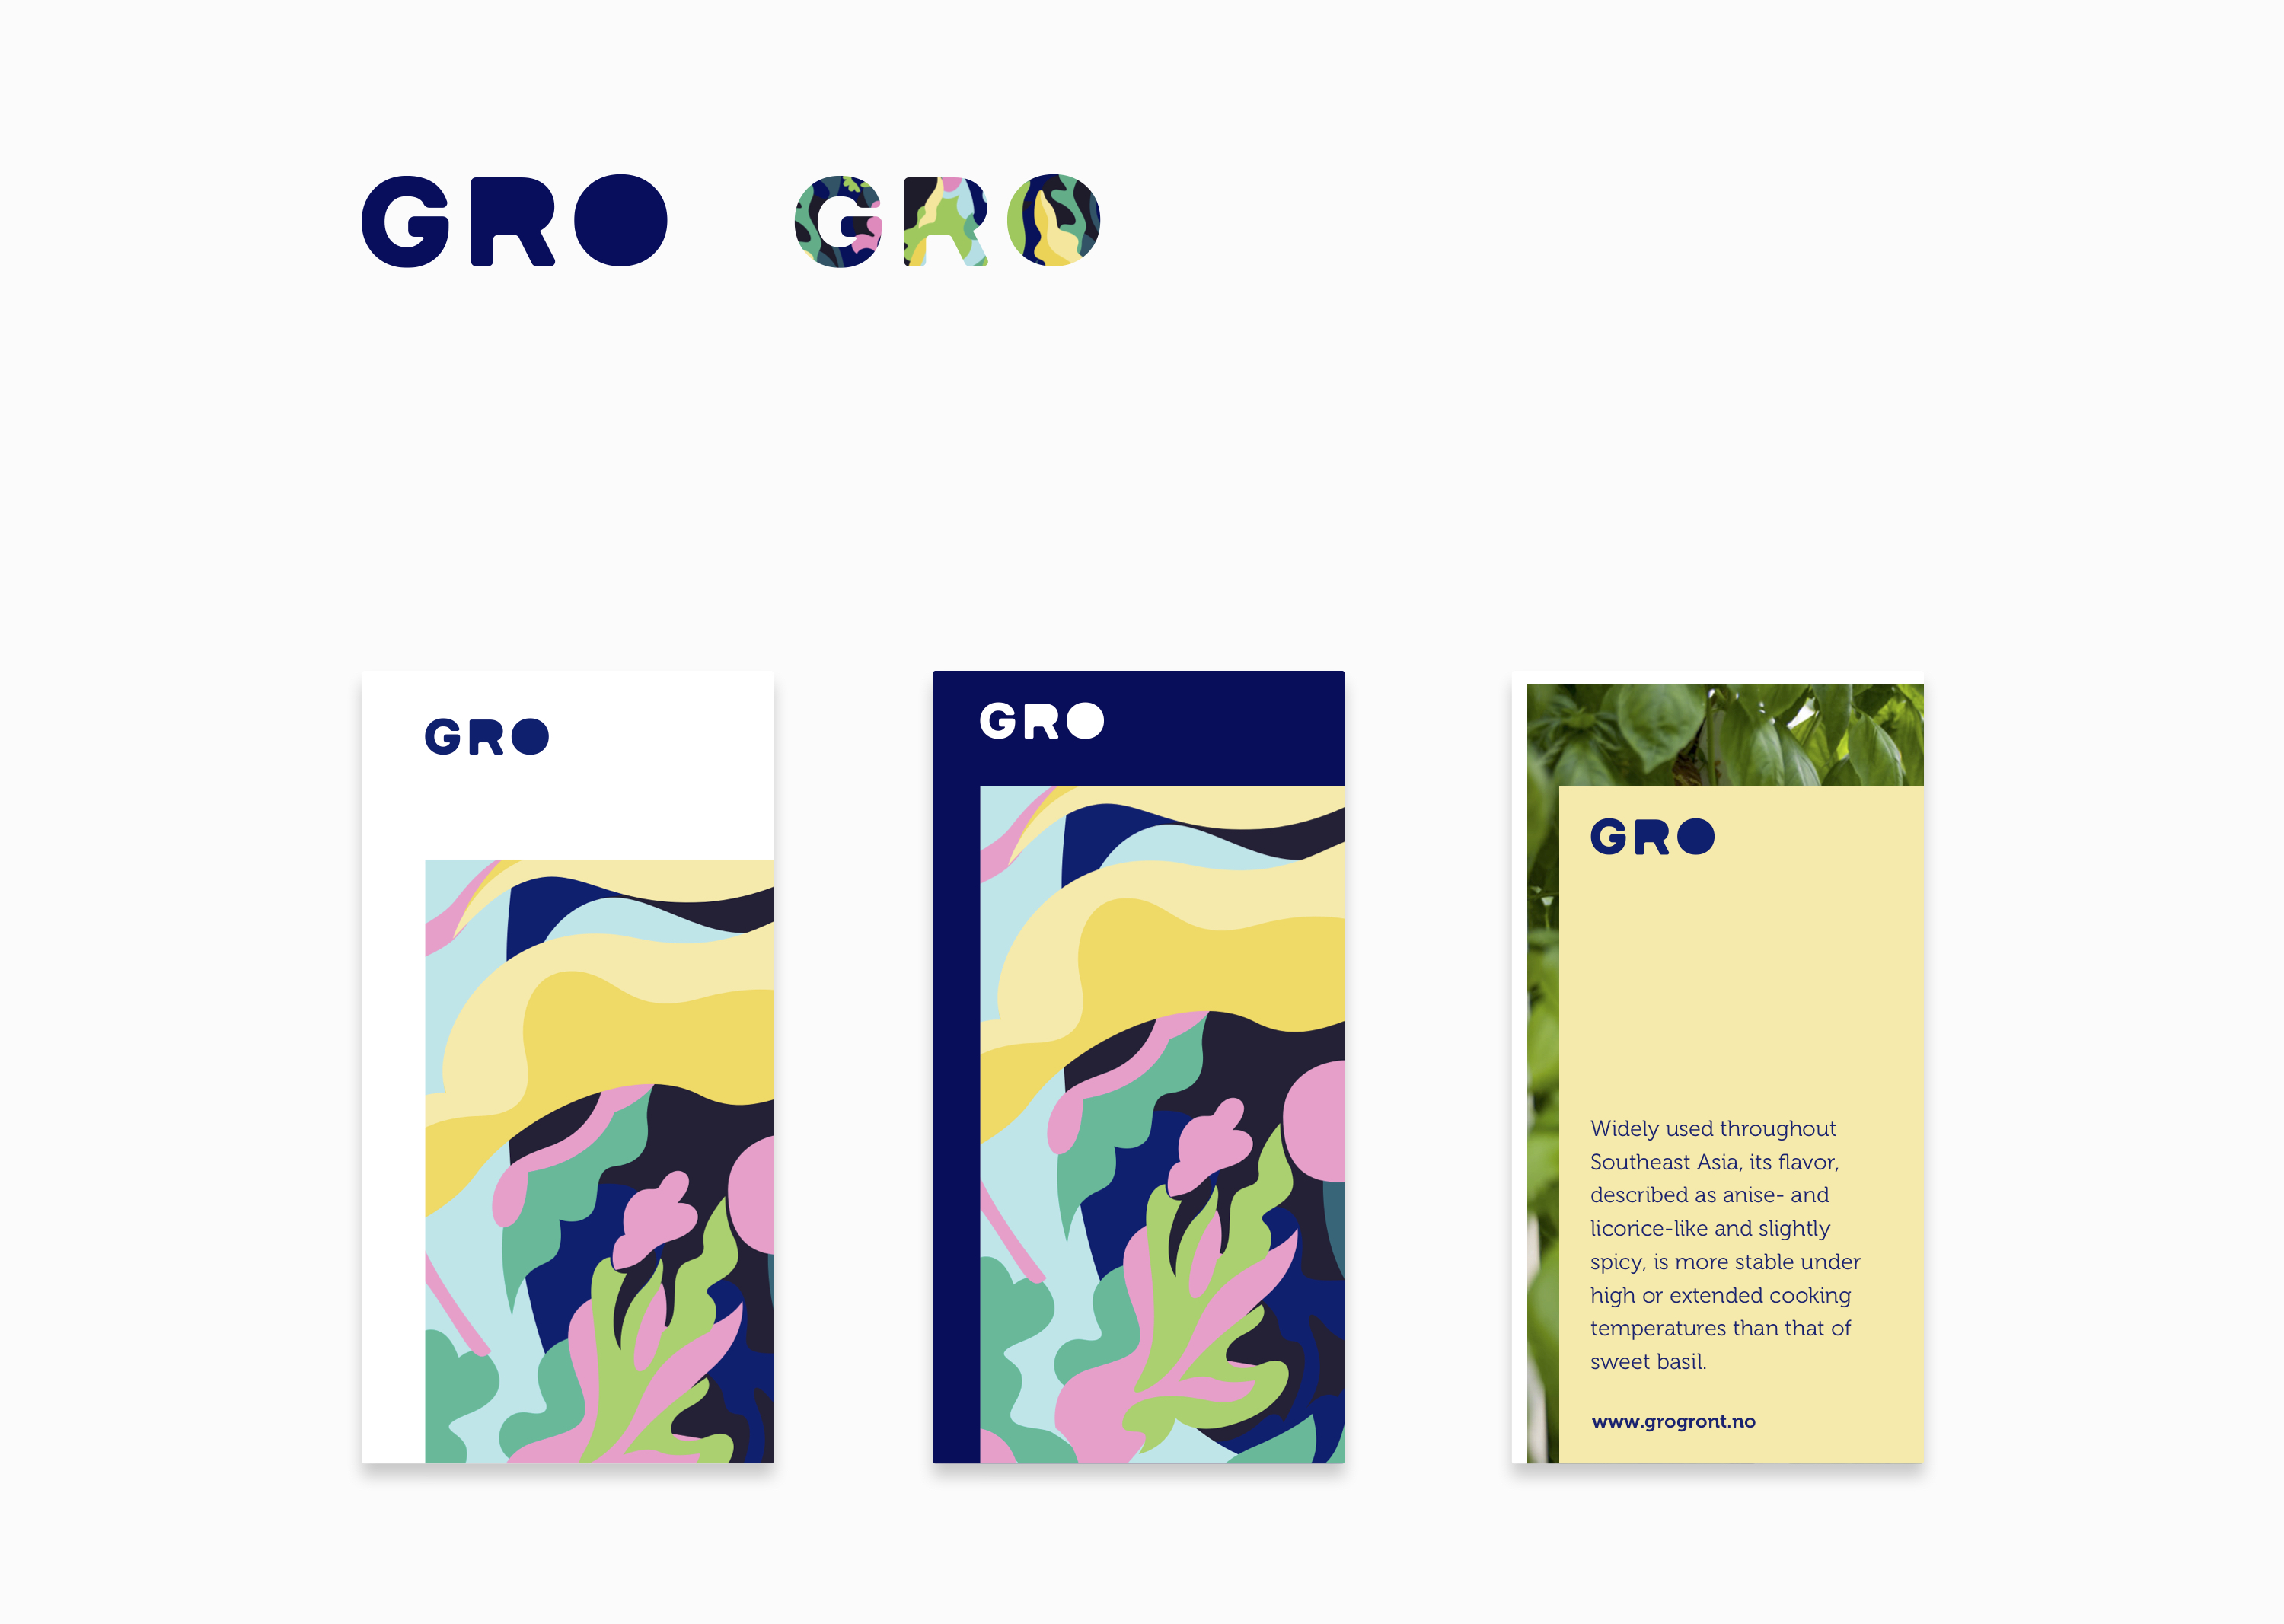 GRO
GRO
GRO
GRO
GRO
Widely used throughout
Southeast Asia, its flavor,
described as anise- and
licorice-like and slightly
spicy, is more stable under
high or extended cooking
temperatures than that of
sweet basil.
www.grogront.no